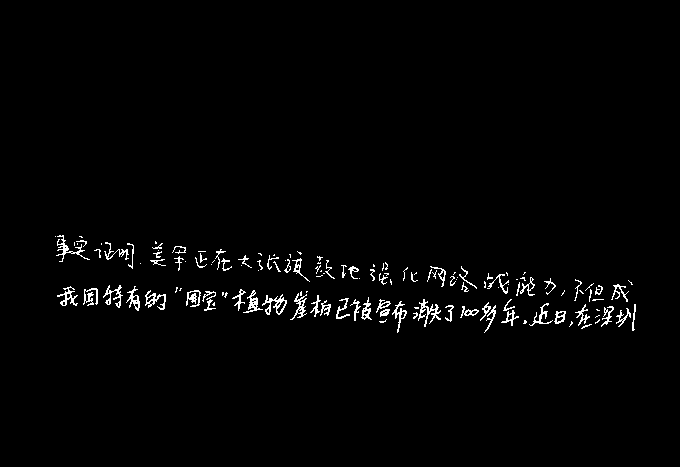 事实证明,美军正在大张旗鼓地强化网络战能力,不但成
我国特有的"国宝"植物崖柏已被宣布消失了100多年。近日,在深圳